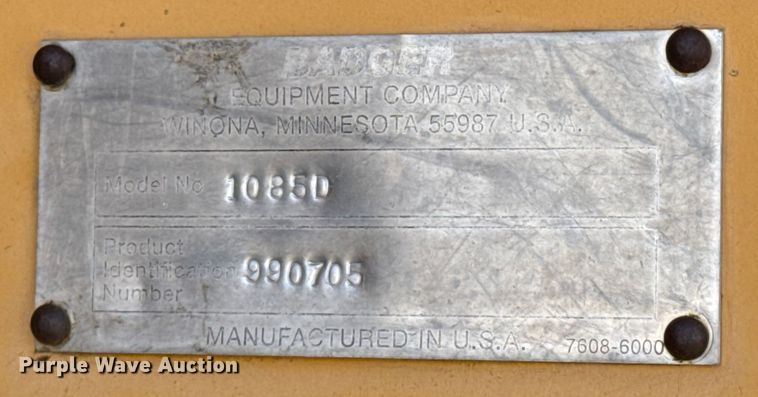 BADGER
EQUIPMENT COMPANY
WINONA, MINNESOTA 55987 U.S.A.
Model No 1085D
Product
Identification 990705
Number
MANUFACTURED IN U.S.A. 7608-6000
Purple Wave Auction